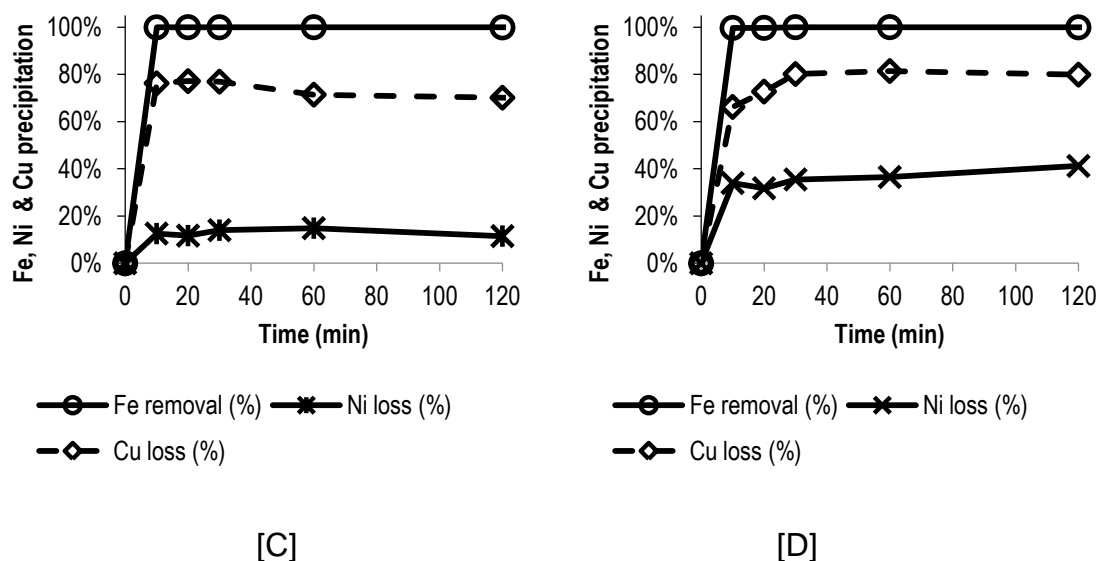 Fe, Ni & Cu precipitation
100%
80%
60%
40%
20%
0%
0 20 40 60 80 100 120
Time (min)
Fe removal (%) Ni loss (%)
Cu loss (%)
[C]
Fe, Ni & Cu precipitation
100%
80%
60%
40%
20%
0%
0 20 40 60 80 100 120
Time (min)
Fe removal (%) Ni loss (%)
Cu loss (%)
[D]